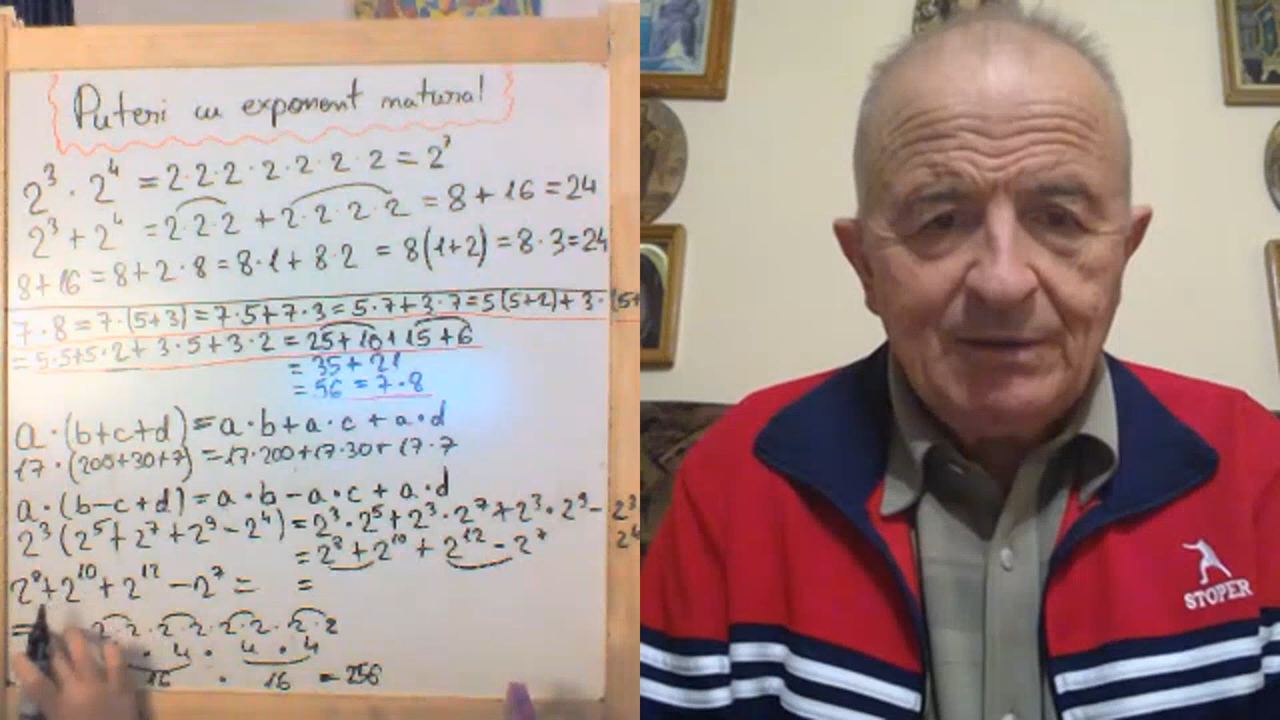 Puteri cu exponent natural
2³ · 2⁴ = 2·2·2·2·2·2·2 = 2⁷
2³ + 2⁴ = 2·2·2 + 2·2·2·2 = 8 + 16 = 24
8 + 16 = 8 + 2·8 = 8·1 + 8·2 = 8(1+2) = 8·3 = 24
7·8 = 7·(5+3) = 7·5+7·3 = 5·7+3·7 = 5(5+2) + 3·(5+
= 5·5+5·2 + 3·5+3·2 = 25+10+15+6
= 35 + 21
= 56 = 7·8
a·(b+c+d) = a·b + a·c + a·d
17·(200+30+7) = 17·200+17·30+17·7
a·(b-c+d) = a·b - a·c + a·d
2³(2⁵ + 2⁷ + 2⁹ - 2⁴) = 2³·2⁵ + 2³·2⁷ + 2³·2⁹ - 2³
2⁴
= 2⁸ + 2¹⁰ + 2¹² - 2⁷
2⁸ + 2¹⁰ + 2¹² - 2⁷ = =
= 2·2·2·2·2·2·2·2
· 4 · 4 · 4
16 · 16 = 256
STOPER